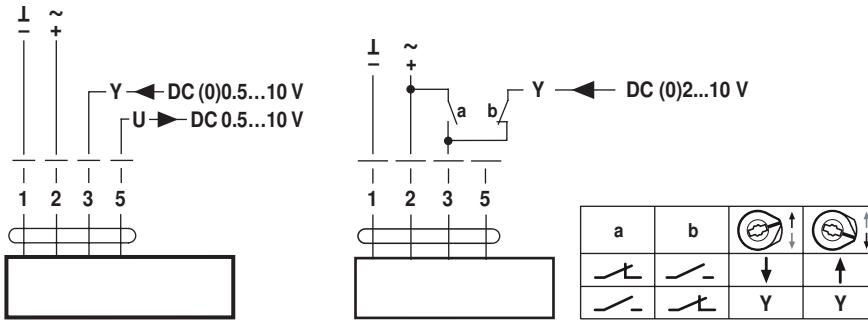 ⊥ ~
– +
Y DC (0)0.5...10 V
U DC 0.5...10 V
1 2 3 5
⊥ ~
– +
a b Y DC (0)2...10 V
1 2 3 5
a b
Y Y